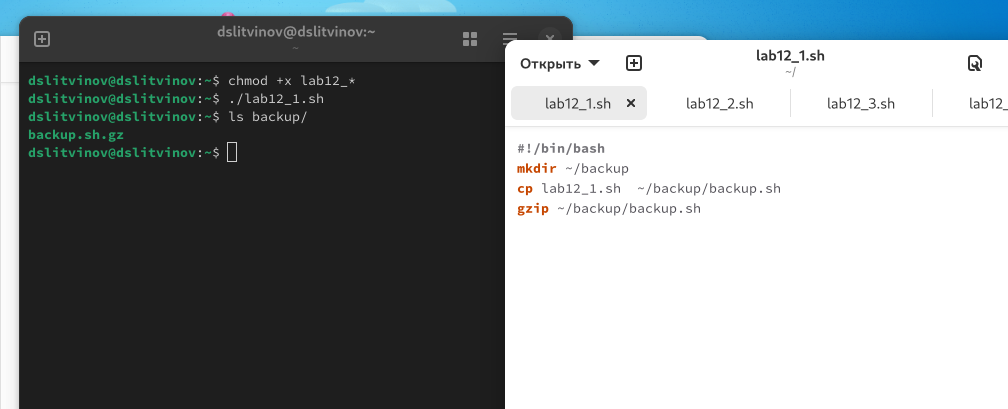 dslitvinov@dslitvinov:~
~
dslitvinov@dslitvinov:~$ chmod +x lab12_*
dslitvinov@dslitvinov:~$ ./lab12_1.sh
dslitvinov@dslitvinov:~$ ls backup/
backup.sh.gz
dslitvinov@dslitvinov:~$
Открыть
lab12_1.sh
~/
lab12_1.sh
lab12_2.sh
lab12_3.sh
lab12_
#!/bin/bash
mkdir ~/backup
cp lab12_1.sh  ~/backup/backup.sh
gzip ~/backup/backup.sh